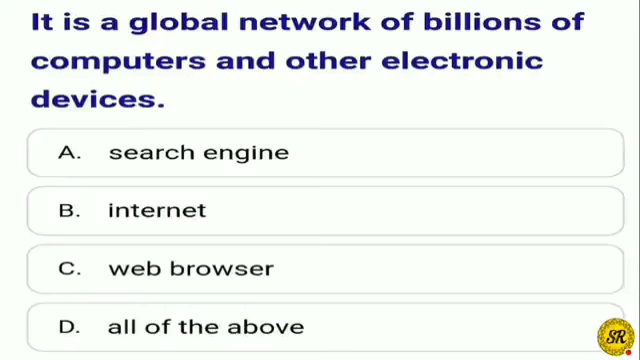 It is a global network of billions of
computers and other electronic
devices.
A. search engine
B. internet
C. web browser
D. all of the above
SR